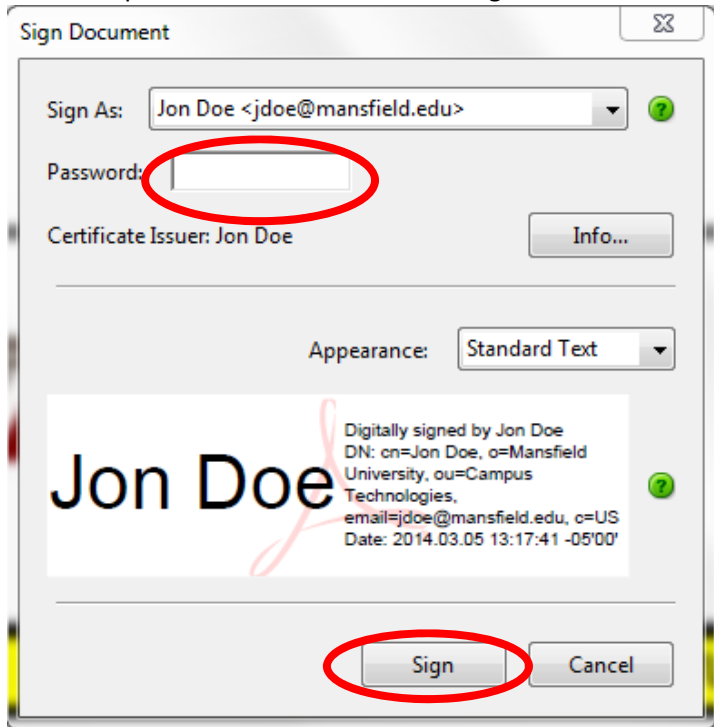 Sign Document
Sign As: Jon Doe <jdoe@mansfield.edu>
Password:
Certificate Issuer: Jon Doe Info...
Appearance: Standard Text
Jon Doe
Digitally signed by Jon Doe
DN: cn=Jon Doe, o=Mansfield
University, ou=Campus
Technologies,
email=jdoe@mansfield.edu, c=US
Date: 2014.03.05 13:17:41 -05'00'
Sign Cancel